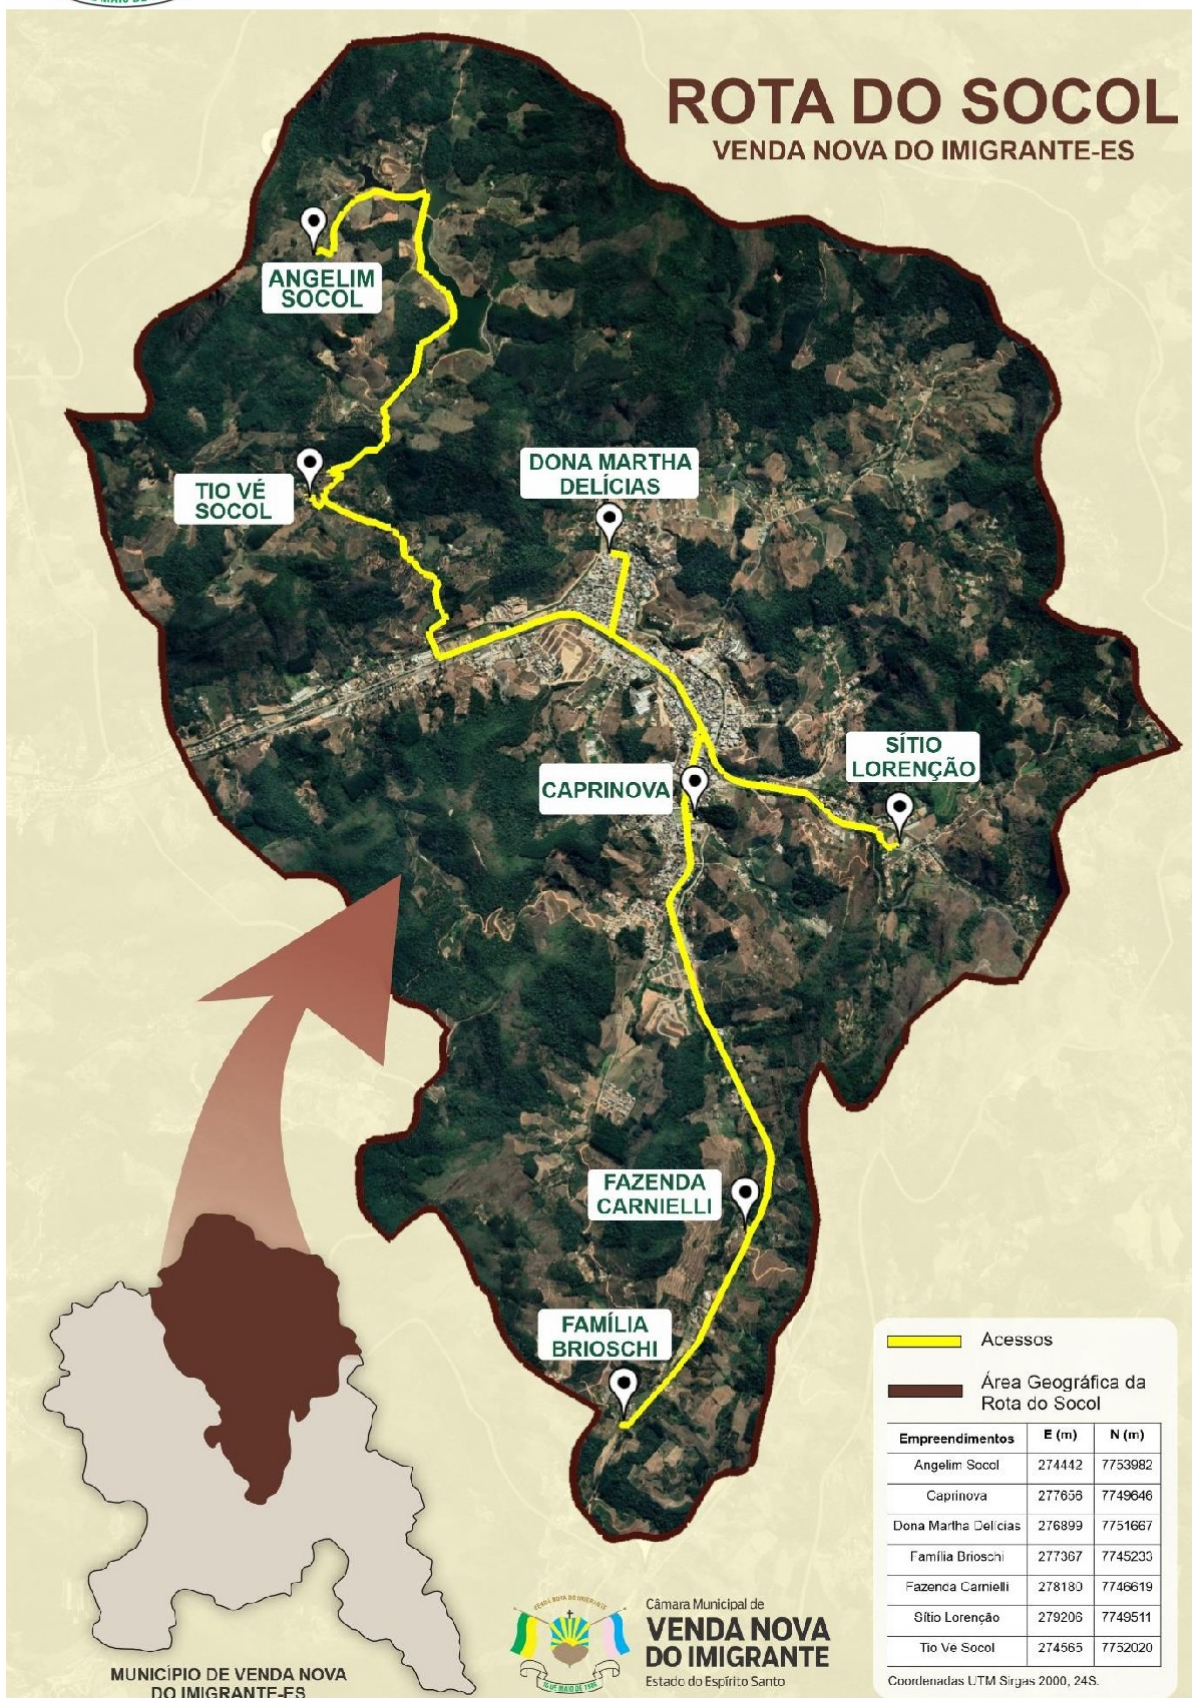 ROTA DO SOCOL
VENDA NOVA DO IMIGRANTE-ES
ANGELIM
SOCOL
TIO VÉ
SOCOL
DONA MARTHA
DELÍCIAS
CAPRINOVA
SÍTIO
LORENÇÃO
FAZENDA
CARNIELLI
FAMÍLIA
BRIOSCHI
Acessos
Área Geográfica da
Rota do Socol
Empreendimentos E (m) N (m)
Angelim Socol 274442 7753982
Caprinova 277656 7749646
Dona Martha Delícias 276899 7751667
Família Brioschi 277367 7745233
Fazenda Carnielli 278180 7746619
Sítio Lorenção 279206 7749511
Tio Vé Socol 274565 7752020
Coordenadas UTM Sirgas 2000, 24S.
Câmara Municipal de
VENDA NOVA
DO IMIGRANTE
Estado do Espírito Santo
MUNICÍPIO DE VENDA NOVA
DO IMIGRANTE-ES